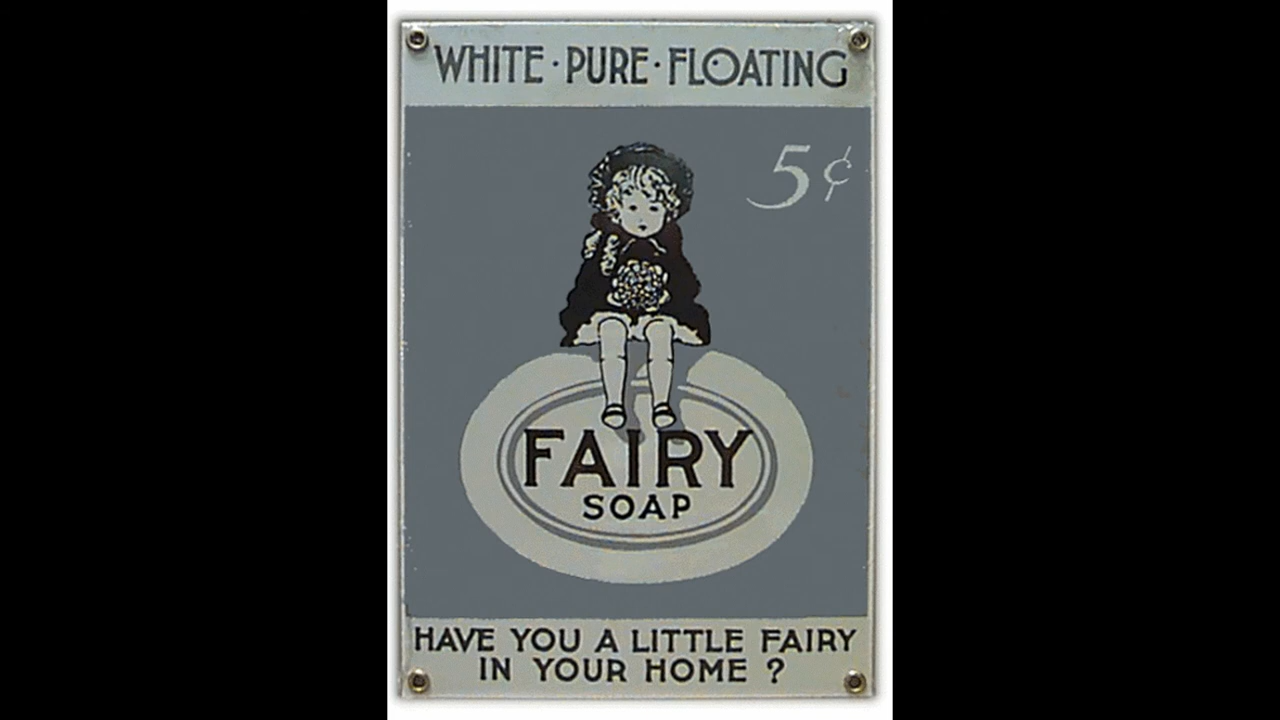 WHITE · PURE · FLOATING
5¢
FAIRY
SOAP
HAVE YOU A LITTLE FAIRY
IN YOUR HOME ?